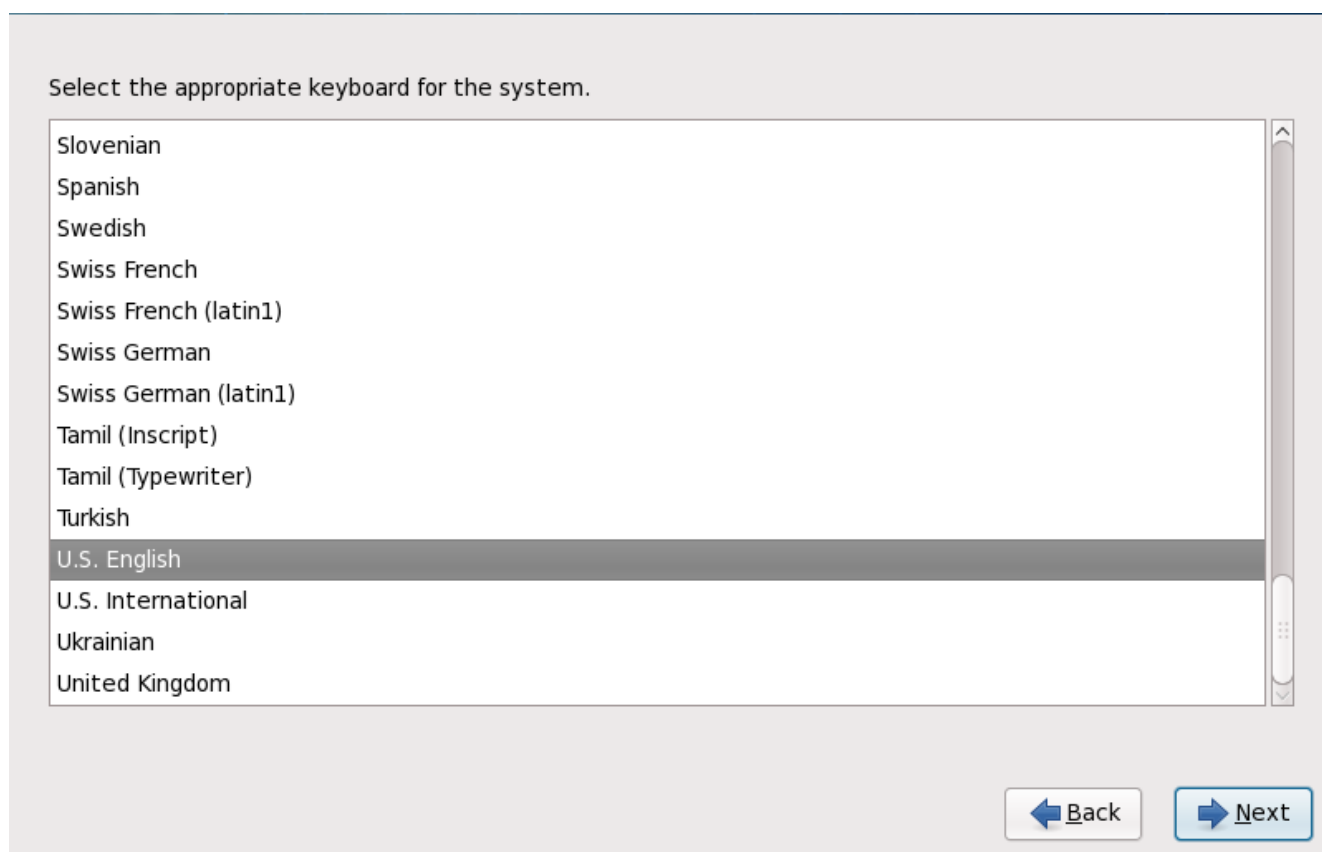 Select the appropriate keyboard for the system.
Slovenian
Spanish
Swedish
Swiss French
Swiss French (latin1)
Swiss German
Swiss German (latin1)
Tamil (Inscript)
Tamil (Typewriter)
Turkish
U.S. English
U.S. International
Ukrainian
United Kingdom
Back Next